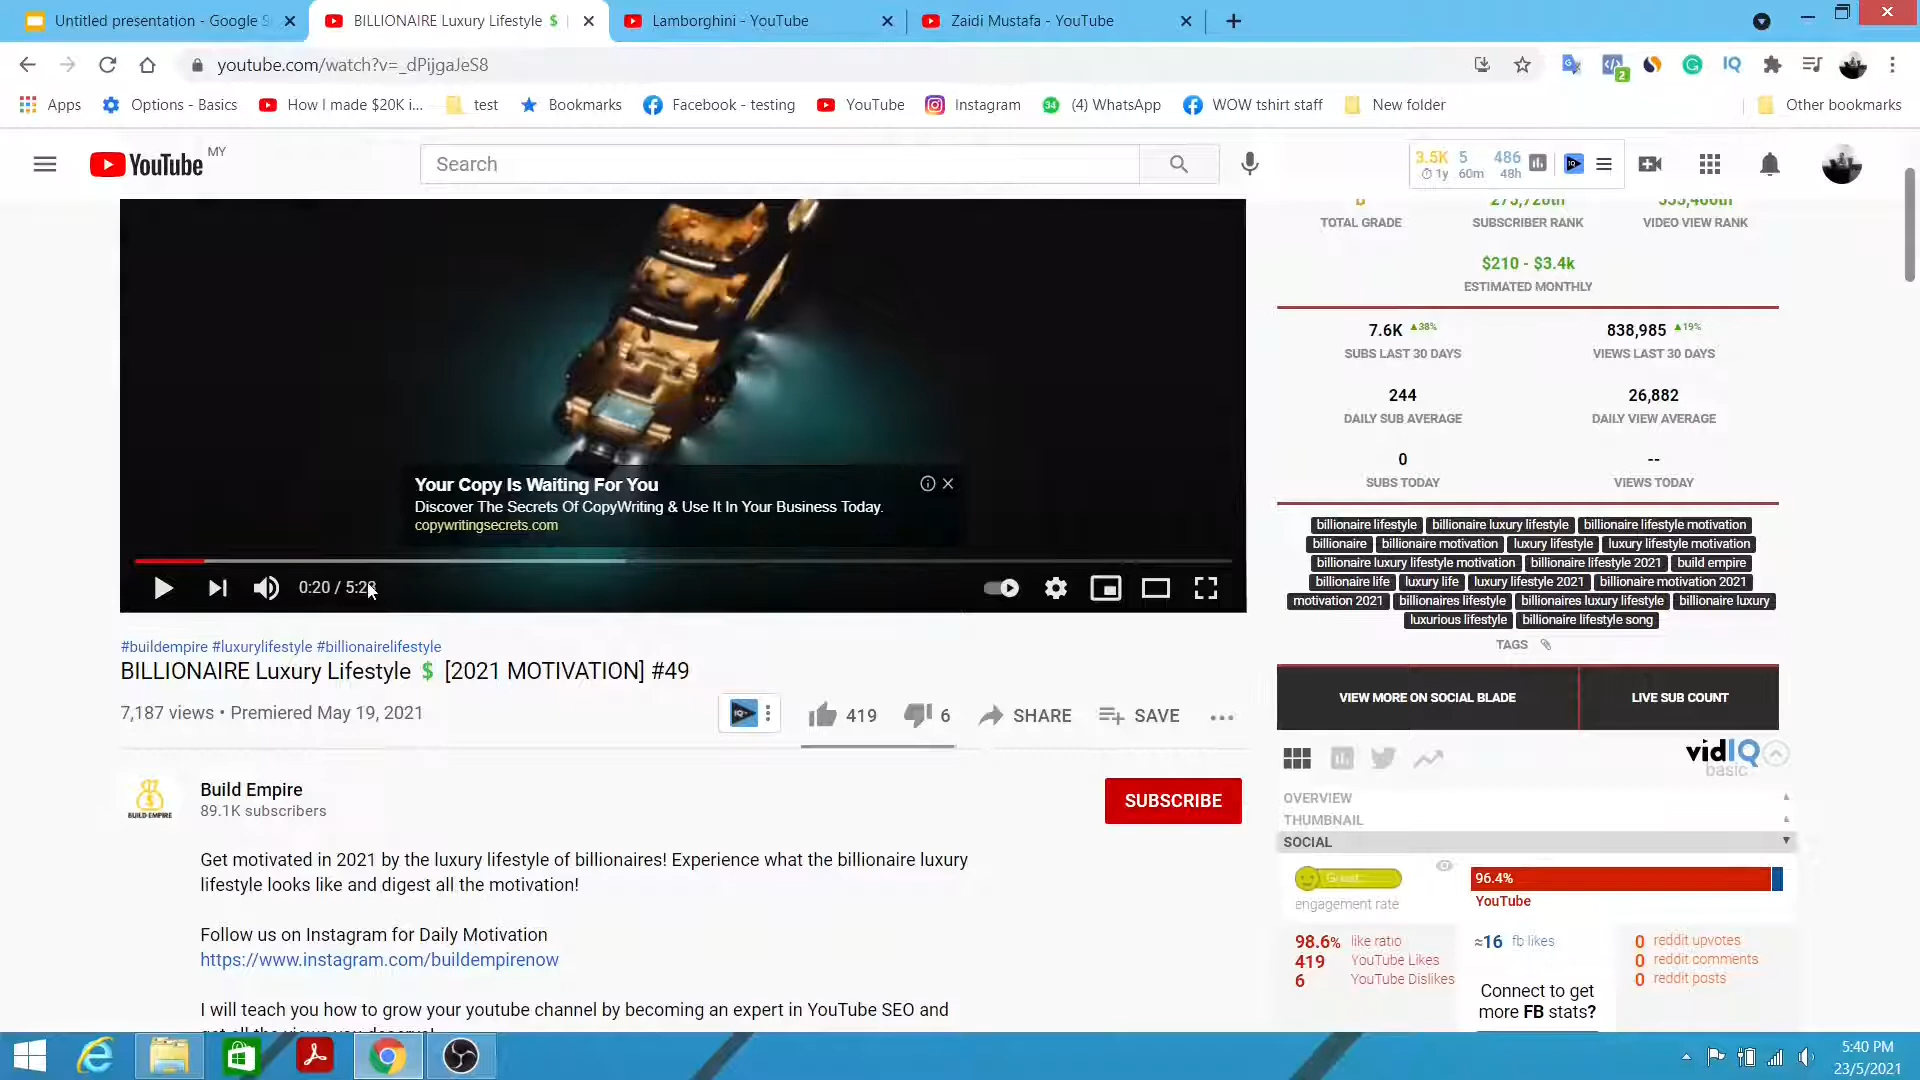 Untitled presentation - Google S
BILLIONAIRE Luxury Lifestyle 💲 |
Lamborghini - YouTube
Zaidi Mustafa - YouTube
youtube.com/watch?v=_dPijgaJeS8
2
IQ
Apps
Options - Basics
How I made $20K i...
test
Bookmarks
Facebook - testing
YouTube
Instagram
34
(4) WhatsApp
WOW tshirt staff
New folder
Other bookmarks
YouTube MY
Search
3.5K 5 486
1y 60m 48h
TOTAL GRADE
SUBSCRIBER RANK
VIDEO VIEW RANK
$210 - $3.4k
ESTIMATED MONTHLY
7.6K ▲38%
SUBS LAST 30 DAYS
838,985 ▲19%
VIEWS LAST 30 DAYS
244
DAILY SUB AVERAGE
26,882
DAILY VIEW AVERAGE
0
SUBS TODAY
--
VIEWS TODAY
billionaire lifestyle billionaire luxury lifestyle billionaire lifestyle motivation
billionaire billionaire motivation luxury lifestyle luxury lifestyle motivation
billionaire luxury lifestyle motivation billionaire lifestyle 2021 build empire
billionaire life luxury life luxury lifestyle 2021 billionaire motivation 2021
motivation 2021 billionaires lifestyle billionaires luxury lifestyle billionaire luxury
luxurious lifestyle billionaire lifestyle song
TAGS
VIEW MORE ON SOCIAL BLADE
LIVE SUB COUNT
Your Copy Is Waiting For You
Discover The Secrets Of CopyWriting & Use It In Your Business Today.
copywritingsecrets.com
0:20 / 5:23
#buildempire #luxurylifestyle #billionairelifestyle
BILLIONAIRE Luxury Lifestyle 💲 [2021 MOTIVATION] #49
7,187 views • Premiered May 19, 2021
419
6
SHARE
SAVE
Build Empire
89.1K subscribers
BUILD EMPIRE
SUBSCRIBE
Get motivated in 2021 by the luxury lifestyle of billionaires! Experience what the billionaire luxury
lifestyle looks like and digest all the motivation!
Follow us on Instagram for Daily Motivation
https://www.instagram.com/buildempirenow
I will teach you how to grow your youtube channel by becoming an expert in YouTube SEO and
vidIQ
basic
OVERVIEW
THUMBNAIL
SOCIAL
Great
engagement rate
96.4%
YouTube
98.6% like ratio
419 YouTube Likes
6 YouTube Dislikes
≈16 fb likes
Connect to get
more FB stats?
0 reddit upvotes
0 reddit comments
0 reddit posts
5:40 PM
23/5/2021